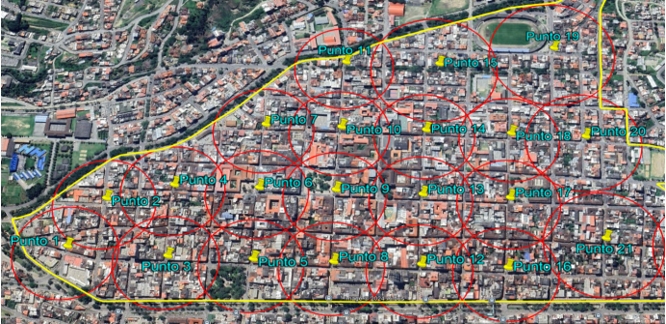 Punto 19
Punto 11
Punto 15
Punto 7
Punto 10
Punto 14
Punto 18
Punto 20
Punto 4
Punto 6
Punto 9
Punto 13
Punto 17
Punto 2
Punto 1
Punto 3
Punto 5
Punto 8
Punto 12
Punto 16
Punto 21